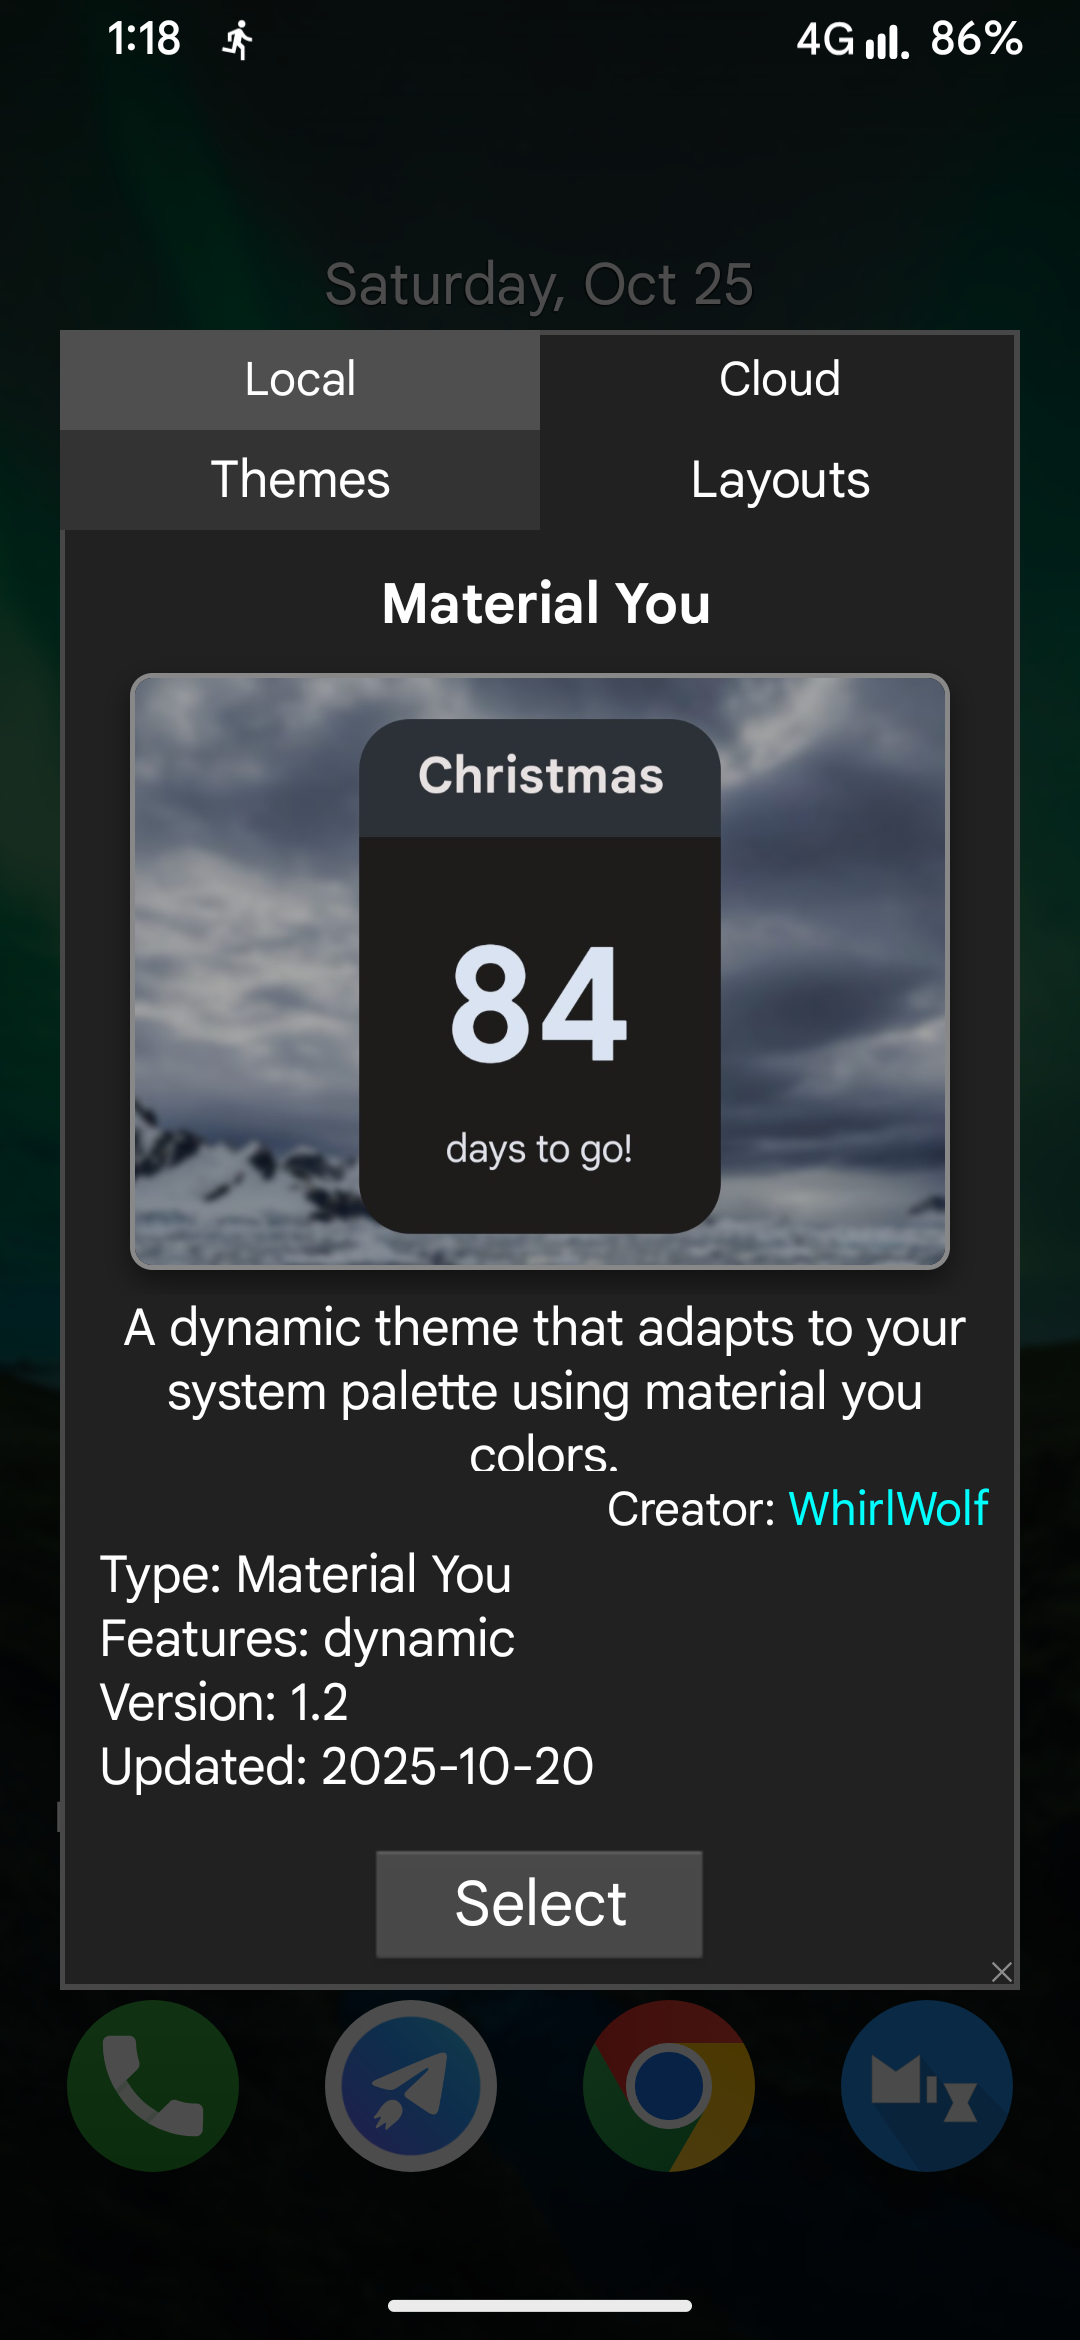 1:18 4G 86%
Saturday, Oct 25
Local Cloud
Themes Layouts
Material You
Christmas
84
days to go!
A dynamic theme that adapts to your
system palette using material you
colors.
Creator: WhirlWolf
Type: Material You
Features: dynamic
Version: 1.2
Updated: 2025-10-20
Select